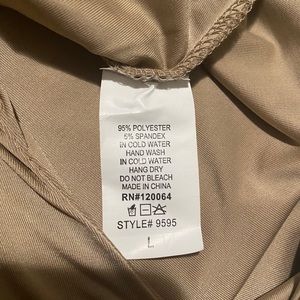 95% POLYESTER
5% SPANDEX
IN COLD WATER
HAND WASH
IN COLD WATER
HANG DRY
DO NOT BLEACH
MADE IN CHINA
RN#120064
STYLE# 9595
L